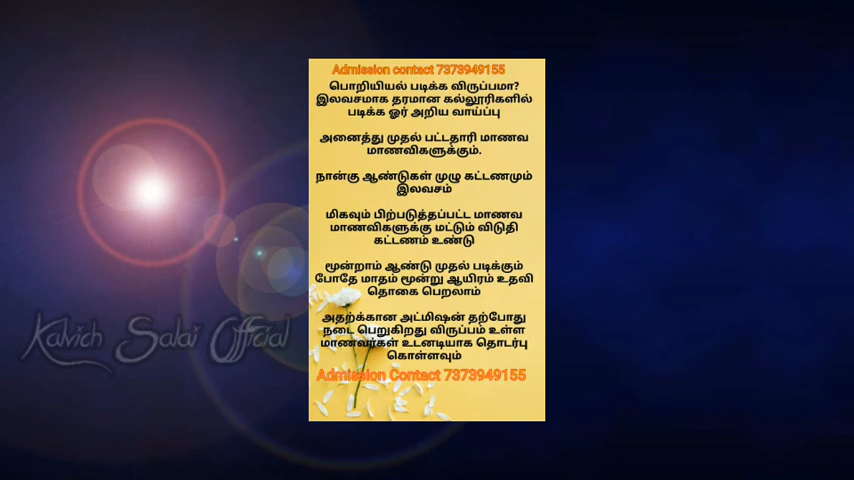 Admission contact 7373949155
பொறியியல் படிக்க விருப்பமா?
இலவசமாக தரமான கல்லூரிகளில்
படிக்க ஓர் அறிய வாய்ப்பு
அனைத்து முதல் பட்டதாரி மாணவ
மாணவிகளுக்கும்.
நான்கு ஆண்டுகள் முழு கட்டணமும்
இலவசம்
மிகவும் பிற்படுத்தப்பட்ட மாணவ
மாணவிகளுக்கு மட்டும் விடுதி
கட்டணம் உண்டு
மூன்றாம் ஆண்டு முதல் படிக்கும்
போதே மாதம் மூன்று ஆயிரம் உதவி
தொகை பெறலாம்
அதற்க்கான அட்மிஷன் தற்போது
நடை பெறுகிறது விருப்பம் உள்ள
மாணவர்கள் உடனடியாக தொடர்பு
கொள்ளவும்
Admission Contact 7373949155
Kalvich Salai Official